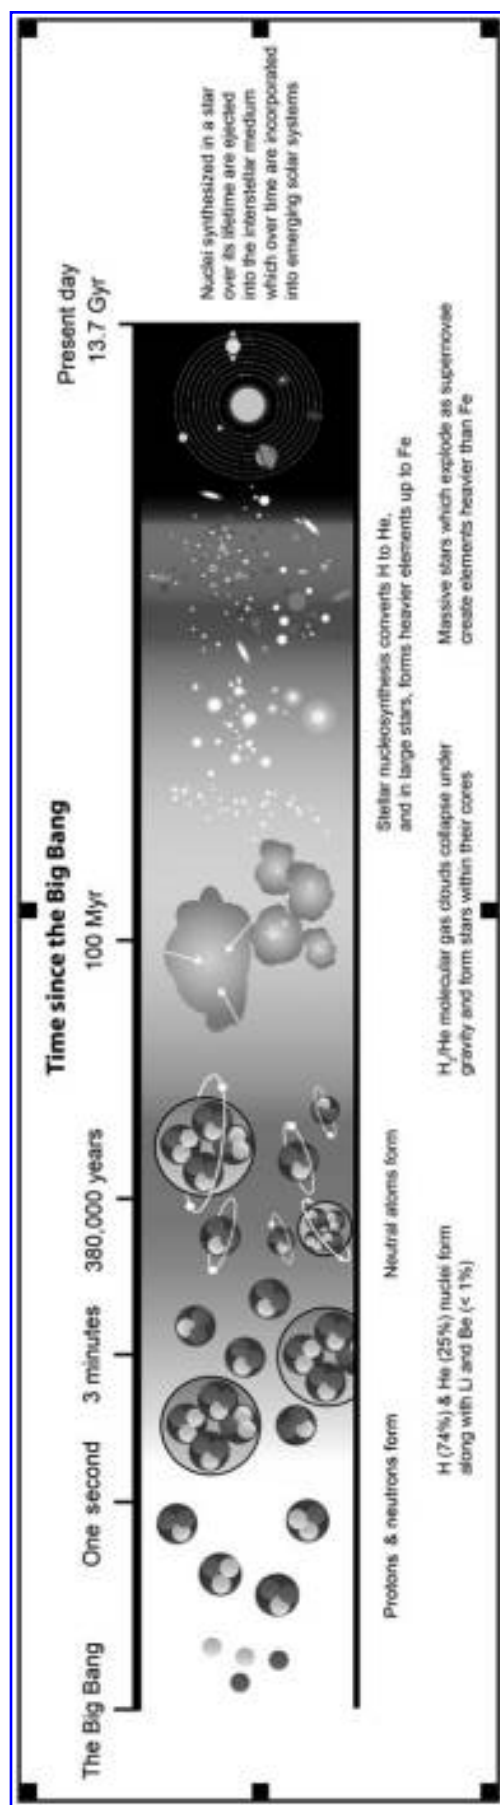 Time since the Big Bang
The Big Bang
One second
3 minutes
380,000 years
100 Myr
Present day
13.7 Gyr
Protons & neutrons form
H (74%) & He (25%) nuclei form
along with Li and Be (< 1%)
Neutral atoms form
H₂/He molecular gas clouds collapse under
gravity and form stars within their cores
Stellar nucleosynthesis converts H to He,
and in large stars, forms heavier elements up to Fe
Massive stars which explode as supernovae
create elements heavier than Fe
Nuclei synthesized in a star
over its lifetime are ejected
into the interstellar medium
which over time are incorporated
into emerging solar systems